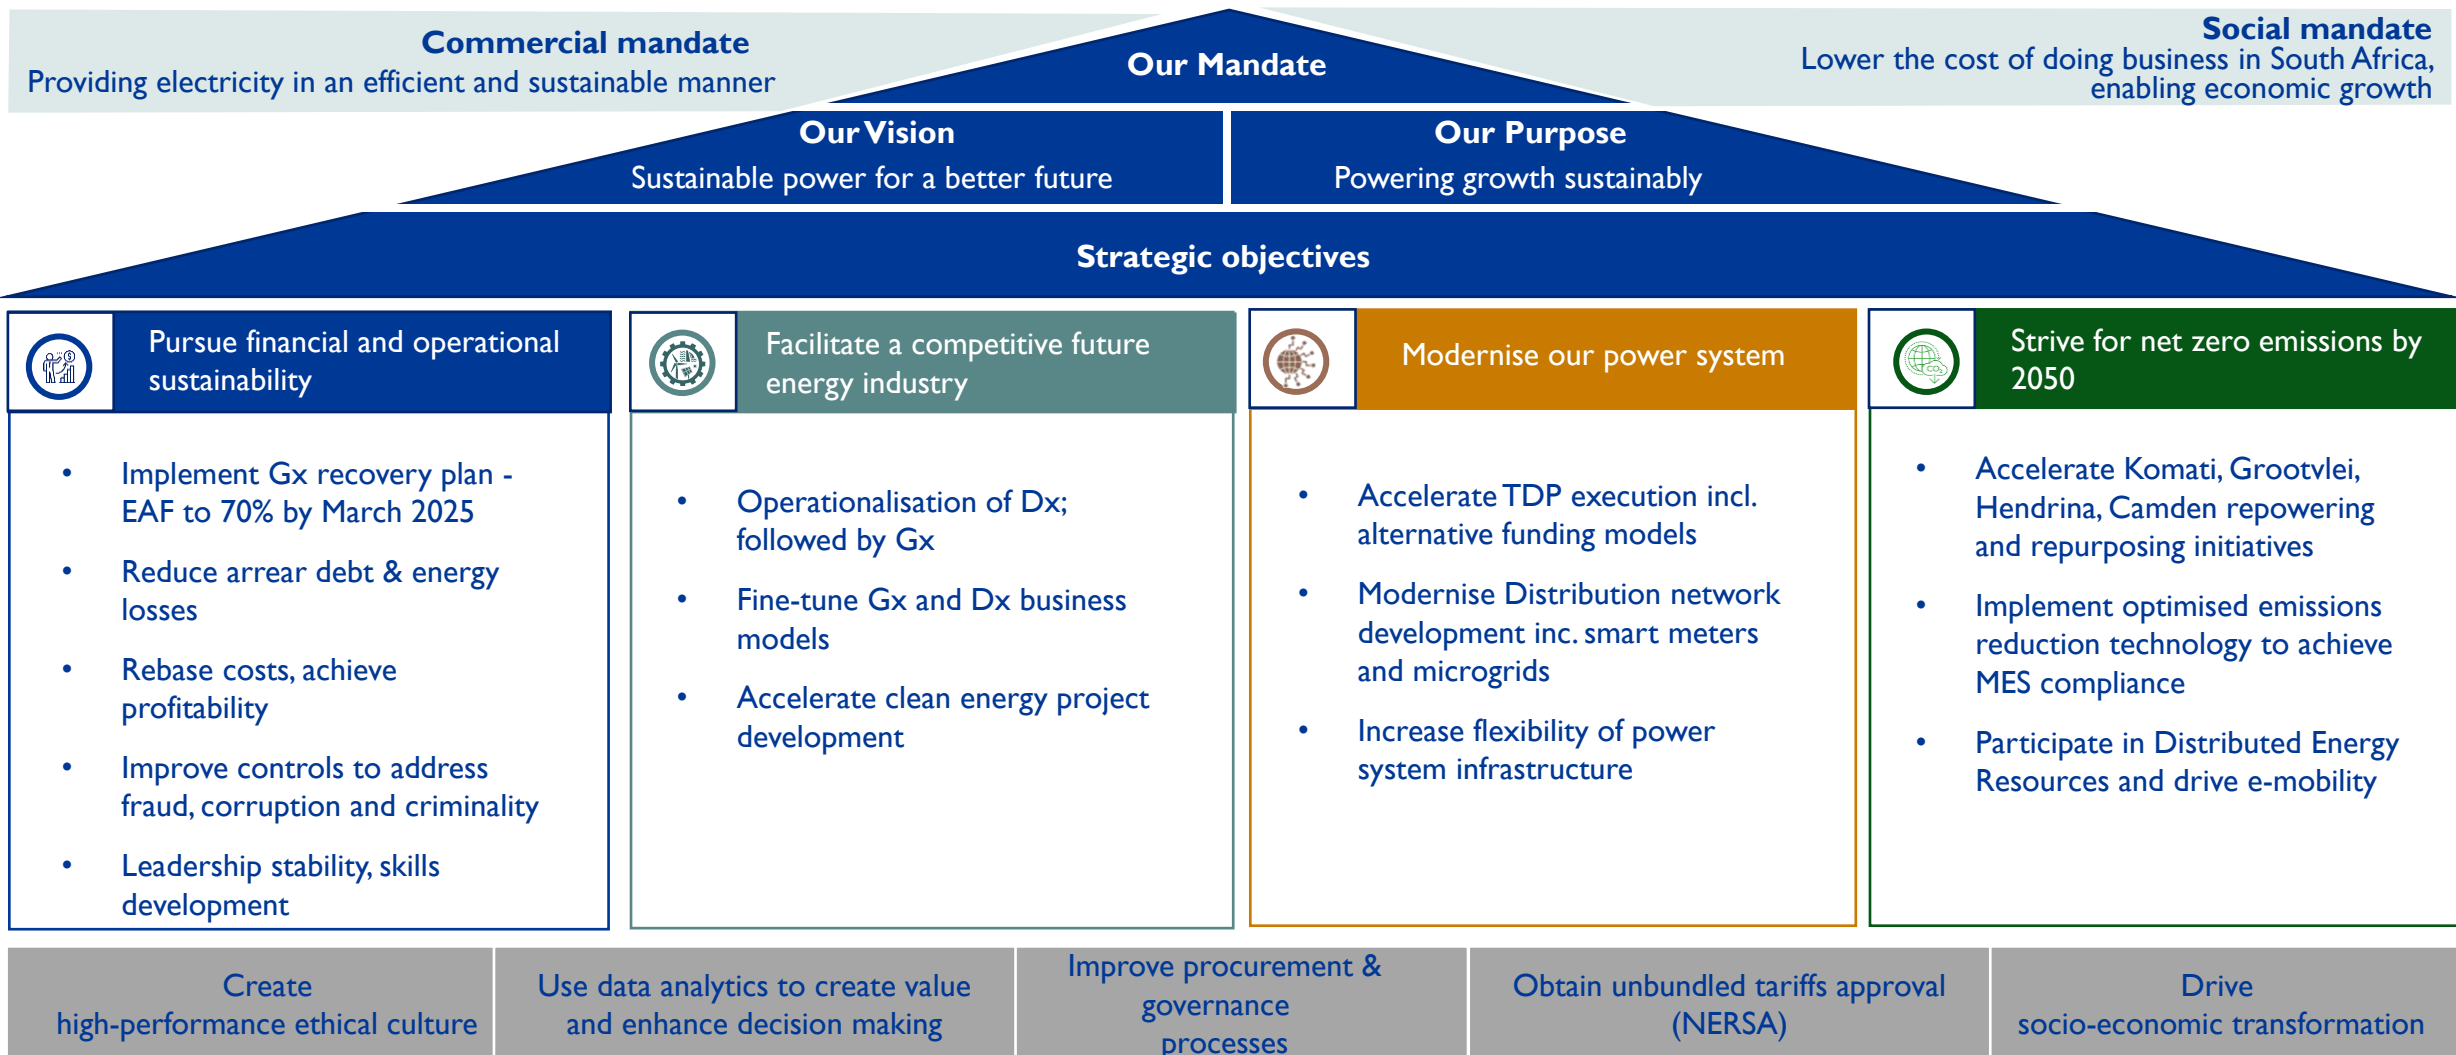 Commercial mandate
Providing electricity in an efficient and sustainable manner
Our Mandate
Social mandate
Lower the cost of doing business in South Africa,
enabling economic growth
Our Vision
Sustainable power for a better future
Our Purpose
Powering growth sustainably
Strategic objectives
Pursue financial and operational
sustainability
• Implement Gx recovery plan -
EAF to 70% by March 2025
• Reduce arrear debt & energy
losses
• Rebase costs, achieve
profitability
• Improve controls to address
fraud, corruption and criminality
• Leadership stability, skills
development
Facilitate a competitive future
energy industry
• Operationalisation of Dx;
followed by Gx
• Fine-tune Gx and Dx business
models
• Accelerate clean energy project
development
Modernise our power system
• Accelerate TDP execution incl.
alternative funding models
• Modernise Distribution network
development inc. smart meters
and microgrids
• Increase flexibility of power
system infrastructure
CO₂
Strive for net zero emissions by
2050
• Accelerate Komati, Grootvlei,
Hendrina, Camden repowering
and repurposing initiatives
• Implement optimised emissions
reduction technology to achieve
MES compliance
• Participate in Distributed Energy
Resources and drive e-mobility
Create
high-performance ethical culture
Use data analytics to create value
and enhance decision making
Improve procurement &
governance
processes
Obtain unbundled tariffs approval
(NERSA)
Drive
socio-economic transformation